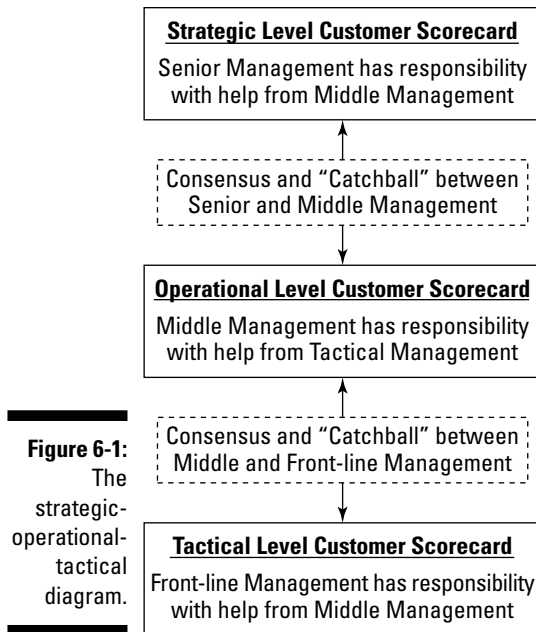 Strategic Level Customer Scorecard
Senior Management has responsibility
with help from Middle Management
Consensus and “Catchball” between
Senior and Middle Management
Operational Level Customer Scorecard
Middle Management has responsibility
with help from Tactical Management
Consensus and “Catchball” between
Middle and Front-line Management
Tactical Level Customer Scorecard
Front-line Management has responsibility
with help from Middle Management
Figure 6-1:
The
strategic-
operational-
tactical
diagram.